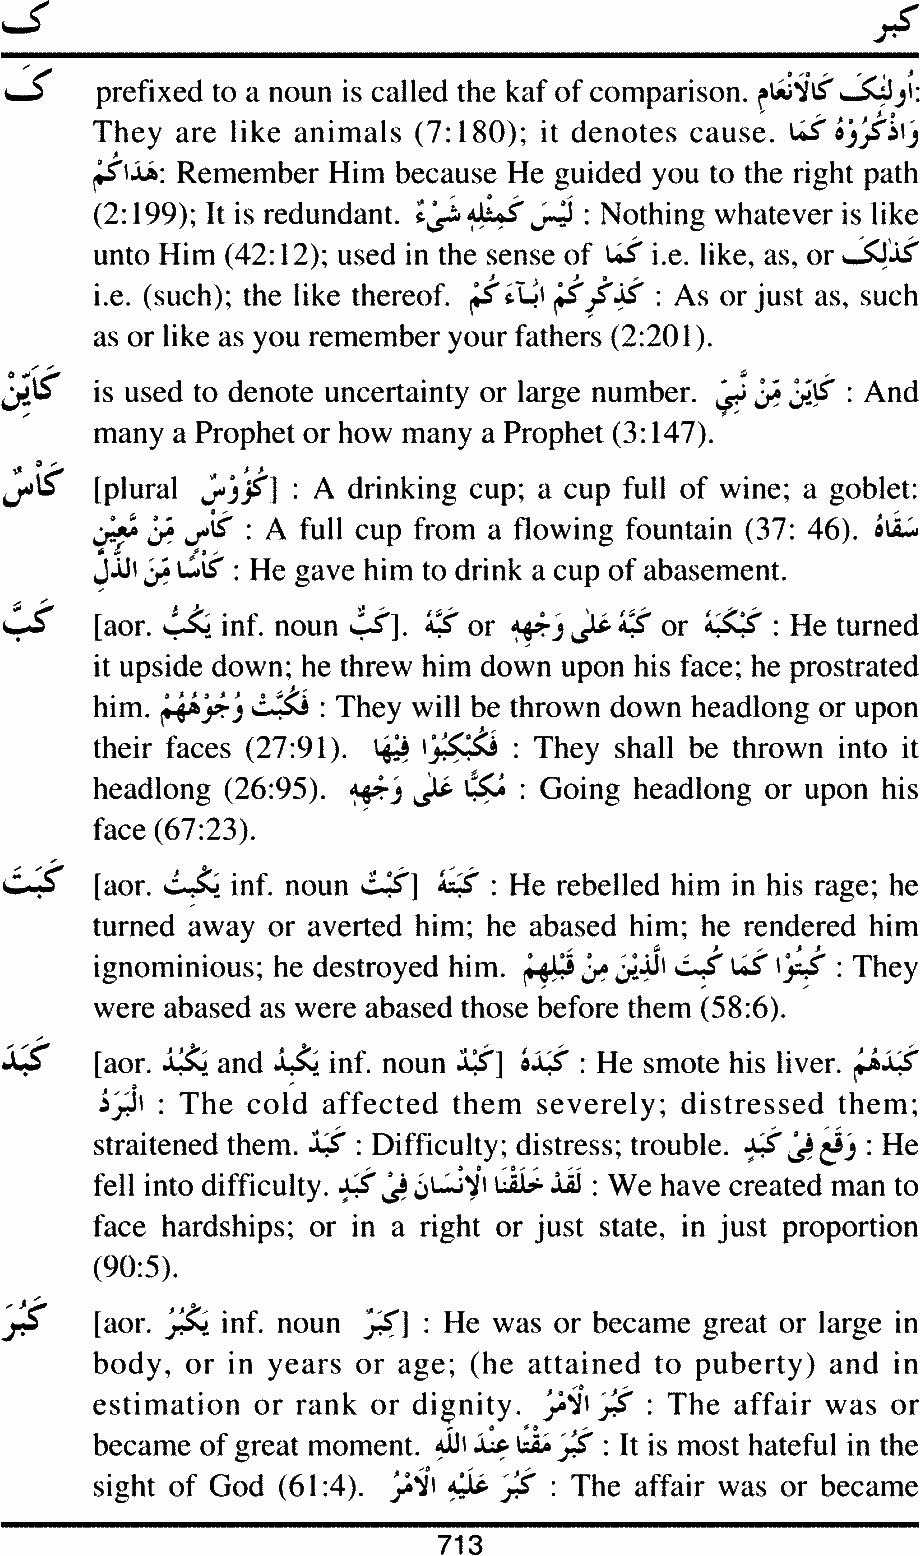 ک کبر
کَ prefixed to a noun is called the kaf of comparison. اُولٰئِکَ کَالْاَنْعَامِ:
They are like animals (7:180); it denotes cause. وَاذْکُرُوْهُ کَمَا
هَدَاکُمْ: Remember Him because He guided you to the right path
(2:199); It is redundant. لَیْسَ کَمِثْلِهٖ شَیْءٌ : Nothing whatever is like
unto Him (42:12); used in the sense of کَمَا i.e. like, as, or کَذٰلِکَ
i.e. (such); the like thereof. کَذِکْرِکُمْ اٰبَآءَ کُمْ : As or just as, such
as or like as you remember your fathers (2:201).
کَاَیِّنْ is used to denote uncertainty or large number. کَاَیِّنْ مِّنْ نَّبِیٍّ : And
many a Prophet or how many a Prophet (3:147).
کَاْسٌ [plural کُؤُوْسٌ] : A drinking cup; a cup full of wine; a goblet:
کَاْسٍ مِّنْ مَّعِیْنٍ : A full cup from a flowing fountain (37: 46). سَقَاهُ
کَاْسًا مِّنَ الذُّلِّ : He gave him to drink a cup of abasement.
کَبَّ [aor. یَکُبُّ inf. noun کَبٌّ]. کَبَّهٗ or کَبَّهٗ عَلٰی وَجْهِهٖ or کَبْکَبَهٗ : He turned
it upside down; he threw him down upon his face; he prostrated
him. فَکُبَّتْ وُجُوْهُهُمْ : They will be thrown down headlong or upon
their faces (27:91). فَکُبْکِبُوْا فِیْهَا : They shall be thrown into it
headlong (26:95). مُکِبًّا عَلٰی وَجْهِهٖ : Going headlong or upon his
face (67:23).
کَبَتَ [aor. یَکْبِتُ inf. noun کَبْتٌ] کَبَتَهٗ : He rebelled him in his rage; he
turned away or averted him; he abased him; he rendered him
ignominious; he destroyed him. کُبِتُوْا کَمَا کُبِتَ الَّذِیْنَ مِنْ قَبْلِهِمْ : They
were abased as were abased those before them (58:6).
کَبَدَ [aor. یَکْبُدُ and یَکْبِدُ inf. noun کَبْدٌ] کَبَدَهٗ : He smote his liver. کَبَدَهُمُ
الْبَرْدُ : The cold affected them severely; distressed them;
straitened them. کَبَدٌ : Difficulty; distress; trouble. وَقَعَ فِیْ کَبَدٍ : He
fell into difficulty. لَقَدْ خَلَقْنَا الْاِنْسَانَ فِیْ کَبَدٍ : We have created man to
face hardships; or in a right or just state, in just proportion
(90:5).
کَبُرَ [aor. یَکْبُرُ inf. noun کِبَرٌ] : He was or became great or large in
body, or in years or age; (he attained to puberty) and in
estimation or rank or dignity. کَبُرَ الْاَمْرُ : The affair was or
became of great moment. کَبُرَ مَقْتًا عِنْدَ اللّٰهِ : It is most hateful in the
sight of God (61:4). کَبُرَ عَلَیْهِ الْاَمْرُ : The affair was or became
713